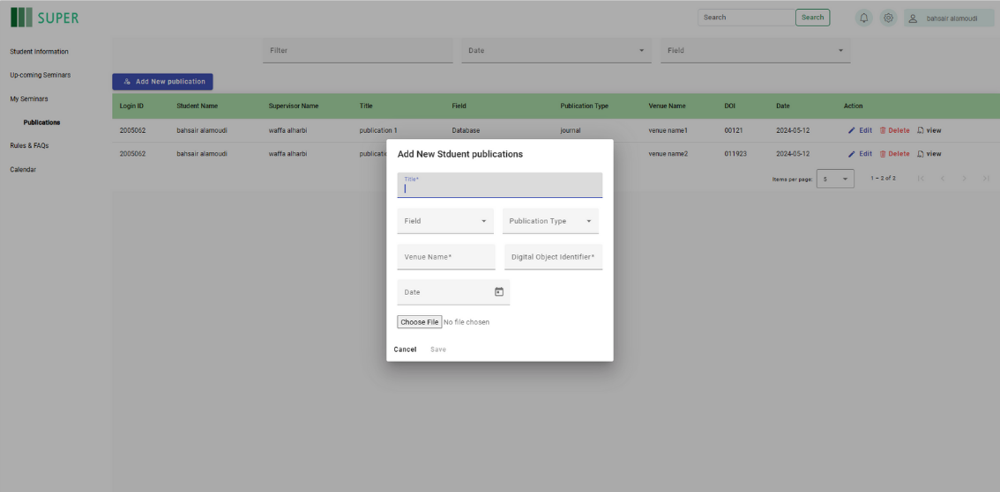 SUPER
Search Search bahsair alamoudi
Student Information
Up-coming Seminars
My Seminars
Publications
Rules & FAQs
Calendar
Filter Date Field
Add New publication
Login ID Student Name Supervisor Name Title Field Publication Type Venue Name DOI Date Action
2005062 bahsair alamoudi waffa alharbi publication 1 Database journal venue name1 00121 2024-05-12 Edit Delete view
2005062 bahsair alamoudi waffa alharbi venue name2 011923 2024-05-12 Edit Delete view
Items per page: 5 1 – 2 of 2
Add New Stduent publications
Title*
Field Publication Type
Venue Name* Digital Object Identifier*
Date
Choose File No file chosen
Cancel Save